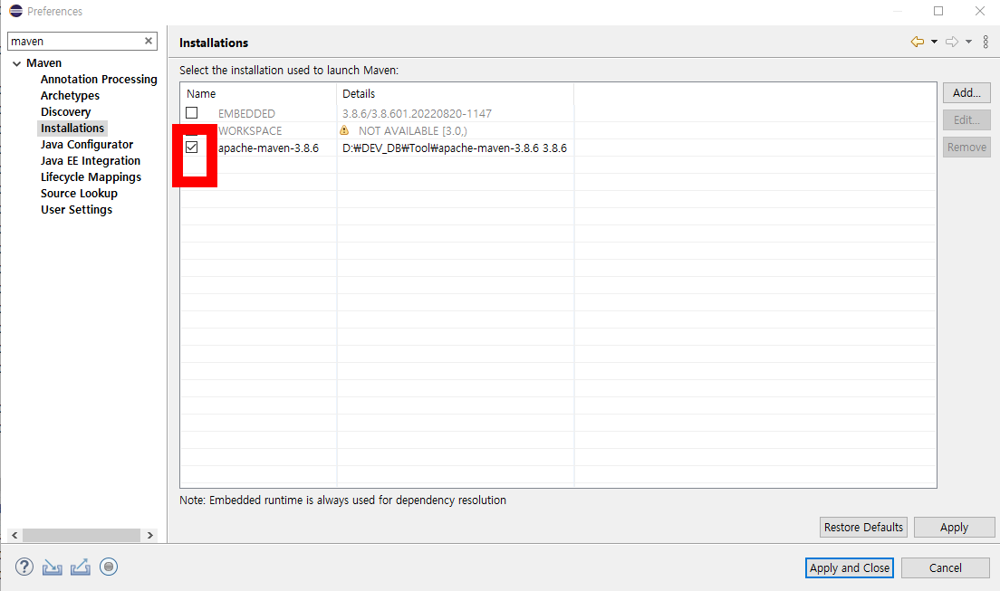 Preferences
maven
Maven
Annotation Processing
Archetypes
Discovery
Installations
Java Configurator
Java EE Integration
Lifecycle Mappings
Source Lookup
User Settings
Installations
Select the installation used to launch Maven:
Name Details
EMBEDDED 3.8.6/3.8.601.20220820-1147
WORKSPACE NOT AVAILABLE [3.0,)
apache-maven-3.8.6 D:₩DEV_DB₩Tool₩apache-maven-3.8.6 3.8.6
Add...
Edit...
Remove
Note: Embedded runtime is always used for dependency resolution
Restore Defaults Apply
Apply and Close Cancel